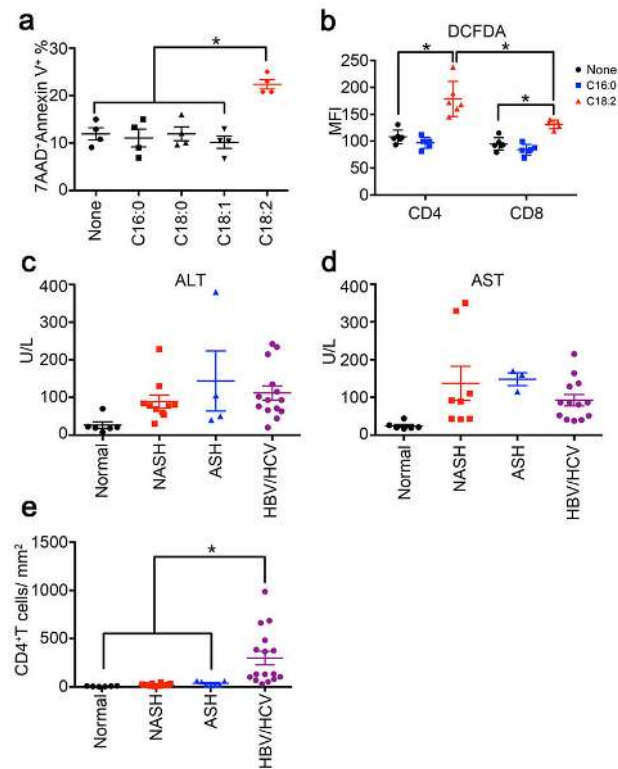 a
7AAD⁻Annexin V⁺ %
30
20
10
0
*
None
C16:0
C18:0
C18:1
C18:2
b
DCFDA
MFI
250
200
150
100
50
0
*
*
*
CD4
CD8
None
C16:0
C18:2
c
ALT
U/L
400
300
200
100
0
Normal
NASH
ASH
HBV/HCV
d
AST
U/L
400
300
200
100
0
Normal
NASH
ASH
HBV/HCV
e
CD4⁺T cells/ mm²
1500
1000
500
0
*
Normal
NASH
ASH
HBV/HCV